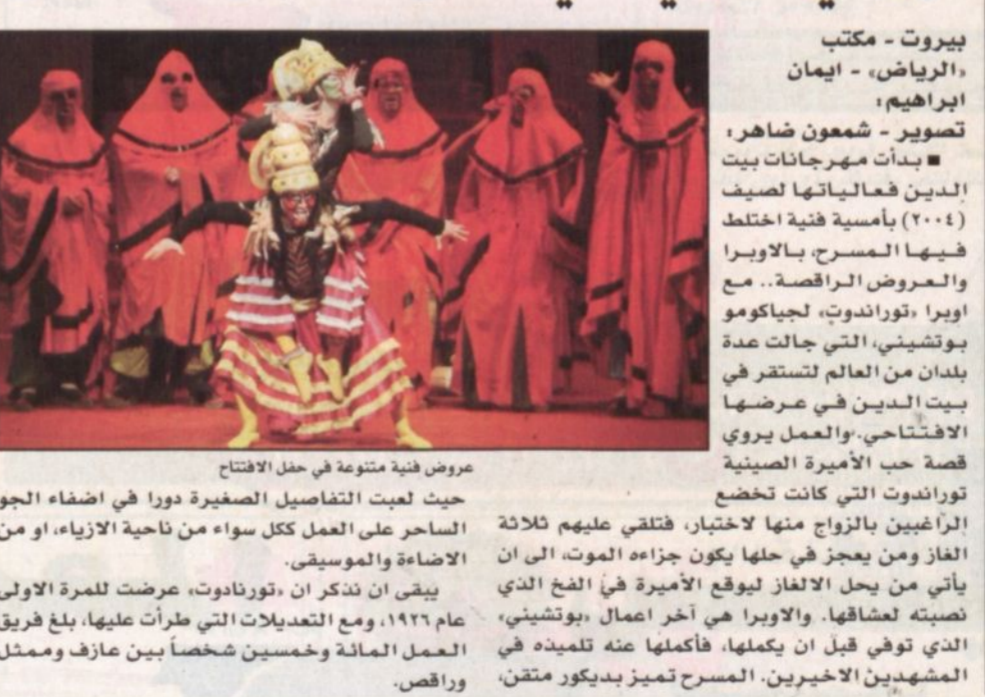 بيروت - مكتب
«الرياض» - ايمان
ابراهيم:
تصوير - شمعون ضاهر:
■ بدأت مهرجانات بيت
الدين فعالياتها لصيف
(٢٠٠٤) بأمسية فنية اختلط
فيها المسرح، بالاوبرا
والعروض الراقصة.. مع
اوبرا «توراندوت» لجياكومو
بوتشيني، التي جالت عدة
بلدان من العالم لتستقر في
بيت الدين في عرضها
الافتتاحي. والعمل يروي
قصة حب الأميرة الصينية
توراندوت التي كانت تخضع
الراغبين بالزواج منها لاختبار، فتلقي عليهم ثلاثة
الغاز ومن يعجز في حلها يكون جزاءه الموت، الى ان
يأتي من يحل الالغاز ليوقع الأميرة في الفخ الذي
نصبته لعشاقها. والاوبرا هي آخر اعمال «بوتشيني»
الذي توفي قبل ان يكملها، فأكملها عنه تلميذه في
المشهدين الاخيرين. المسرح تميز بديكور متقن،
عروض فنية متنوعة في حفل الافتتاح
حيث لعبت التفاصيل الصغيرة دورا في اضفاء الجو
الساحر على العمل ككل سواء من ناحية الازياء، او من
الاضاءة والموسيقى.
يبقى ان نذكر ان «تورنادوت» عرضت للمرة الاولى
عام ١٩٢٦، ومع التعديلات التي طرأت عليها، بلغ فريق
العمل المائة وخمسين شخصاً بين عازف وممثل
وراقص.